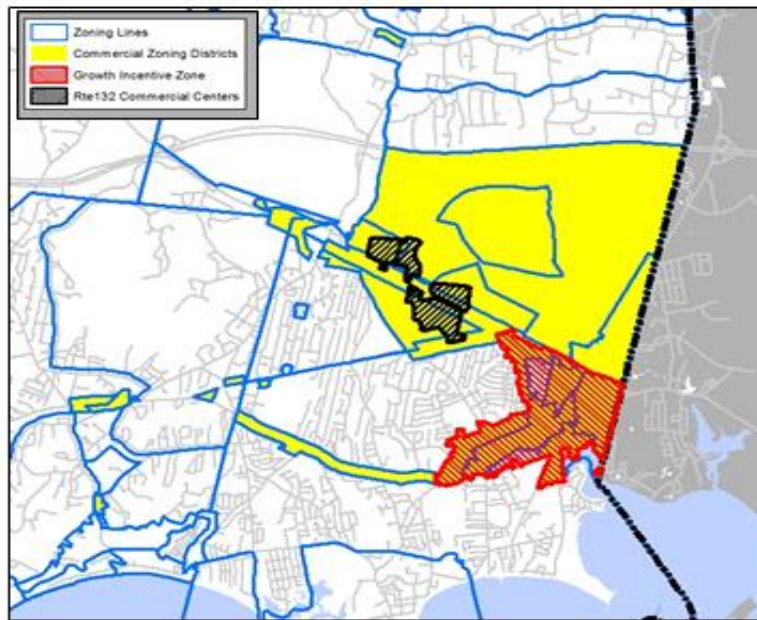 Zoning Lines
Commercial Zoning Districts
Growth Incentive Zone
Rte132 Commercial Centers